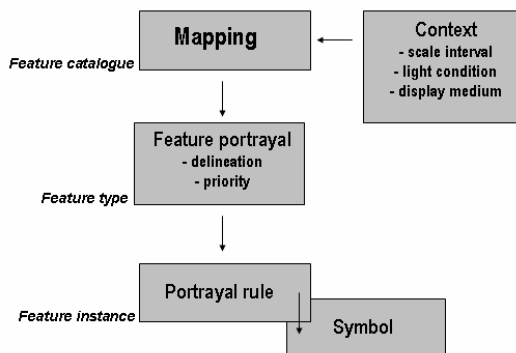 Mapping
Context
- scale interval
- light condition
- display medium
Feature catalogue
Feature portrayal
- delineation
- priority
Feature type
Portrayal rule
Feature instance
Symbol